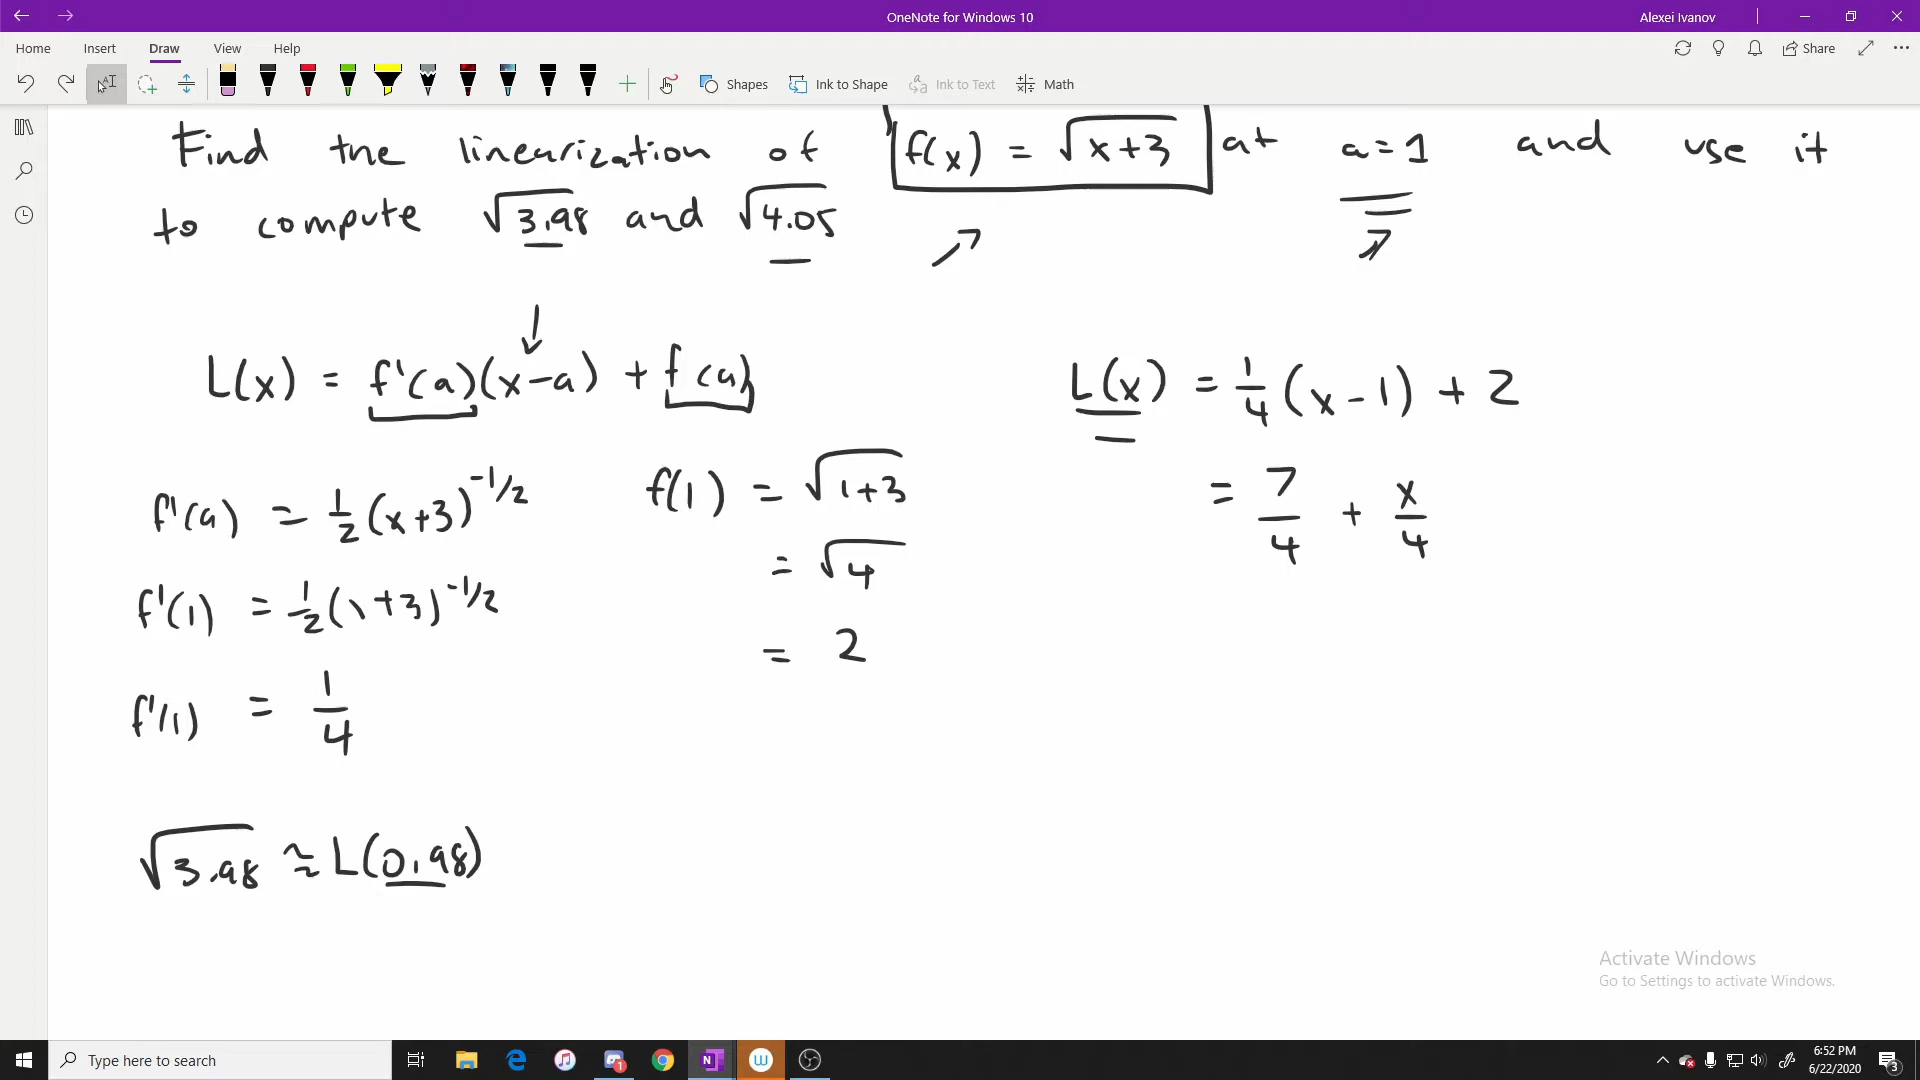 OneNote for Windows 10
Alexei Ivanov
Home Insert Draw View Help
Share
Shapes
Ink to Shape
Ink to Text
Math
Find the linearization of f(x) = √(x+3) at a=1 and use it
to compute √3.98 and √4.05
L(x) = f'(a)(x-a) + f(a)
f'(a) = 1/2 (x+3)^-1/2
f'(1) = 1/2 (1+3)^-1/2
f'(1) = 1/4
f(1) = √(1+3)
= √4
= 2
L(x) = 1/4 (x-1) + 2
= 7/4 + x/4
√3.98 ≈ L(0.98)
Activate Windows
Go to Settings to activate Windows.
Type here to search
1
N
W
6:52 PM
6/22/2020
3